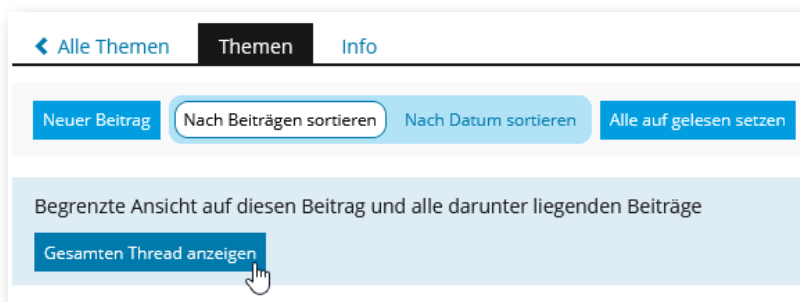 Alle Themen Themen Info
Neuer Beitrag Nach Beiträgen sortieren Nach Datum sortieren Alle auf gelesen setzen
Begrenzte Ansicht auf diesen Beitrag und alle darunter liegenden Beiträge
Gesamten Thread anzeigen